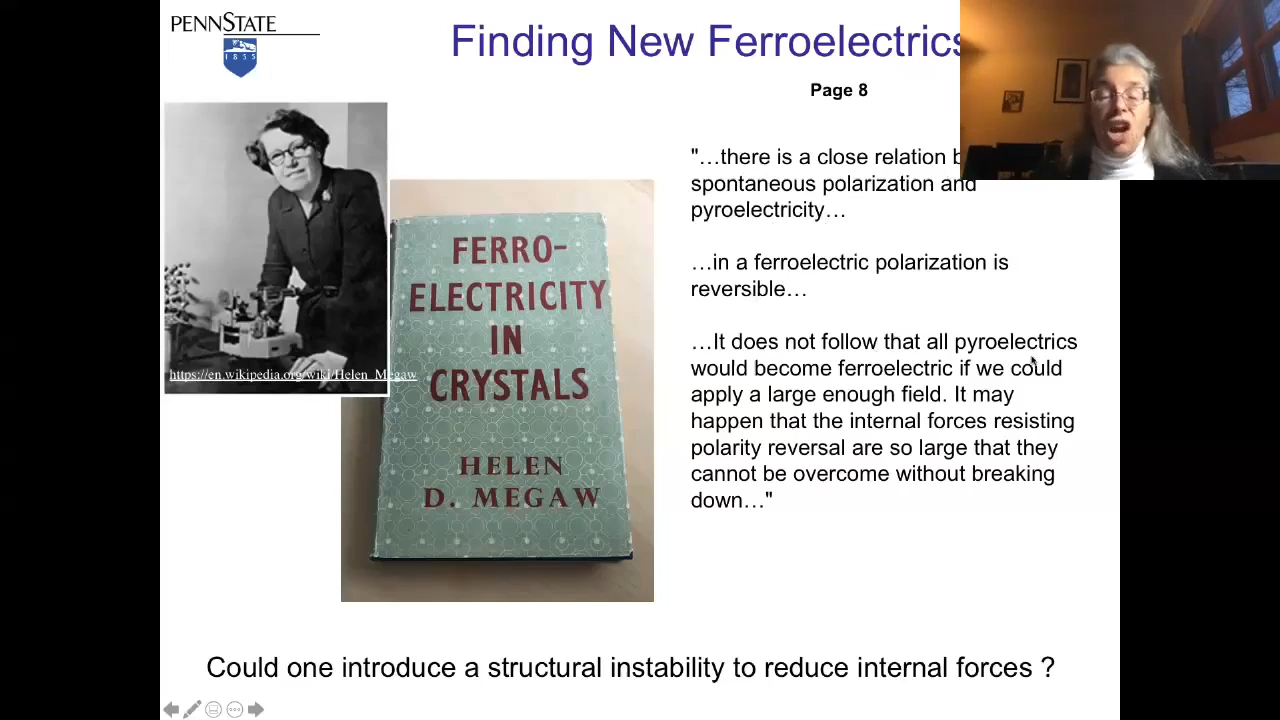 PENNSTATE
1855
Finding New Ferroelectrics
Page 8
"…there is a close relation
spontaneous polarization and
pyroelectricity…
…in a ferroelectric polarization is
reversible…
…It does not follow that all pyroelectrics
would become ferroelectric if we could
apply a large enough field. It may
happen that the internal forces resisting
polarity reversal are so large that they
cannot be overcome without breaking
down…"
https://en.wikipedia.org/wiki/Helen_Megaw
FERRO-
ELECTRICITY
IN
CRYSTALS
HELEN
D. MEGAW
Could one introduce a structural instability to reduce internal forces ?